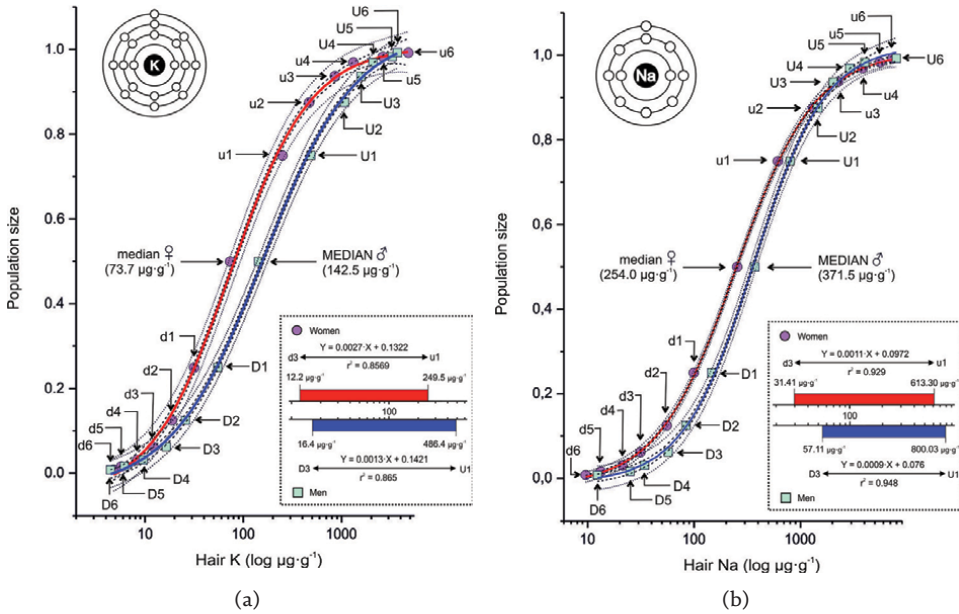 K
Population size
1.0
0.8
0.6
0.4
0.2
0.0
10
100
1000
Hair K (log µg·g⁻¹)
U6
U5
U4
u4
u3
u2
u1
u6
u5
U3
U2
U1
median ♀
(73.7 µg·g⁻¹)
MEDIAN ♂
(142.5 µg·g⁻¹)
d1
d2
d3
d4
d5
d6
D1
D2
D3
D4
D5
D6
Women
Y = 0.0027·X + 0.1322
d3
u1
r² = 0.8569
12.2 µg·g⁻¹
249.5 µg·g⁻¹
100
16.4 µg·g⁻¹
486.4 µg·g⁻¹
Y = 0.0013·X + 0.1421
D3
U1
r² = 0.865
Men
(a)
Na
Population size
1.0
0.8
0.6
0,4
0.2
0.0
10
100
1000
Hair Na (log µg·g⁻¹)
u6
u5
U5
U4
U3
u2
u1
U6
u4
u3
U2
U1
median ♀
(254.0 µg·g⁻¹)
MEDIAN ♂
(371.5 µg·g⁻¹)
d1
d2
d3
d4
d5
d6
D1
D2
D3
D4
D5
D6
Women
Y = 0.0011·X + 0.0972
d3
u1
r² = 0.929
31.41 µg·g⁻¹
613.30 µg·g⁻¹
100
57.11 µg·g⁻¹
800.03 µg·g⁻¹
Y = 0.0009·X + 0.076
D3
U1
r² = 0.948
Men
(b)